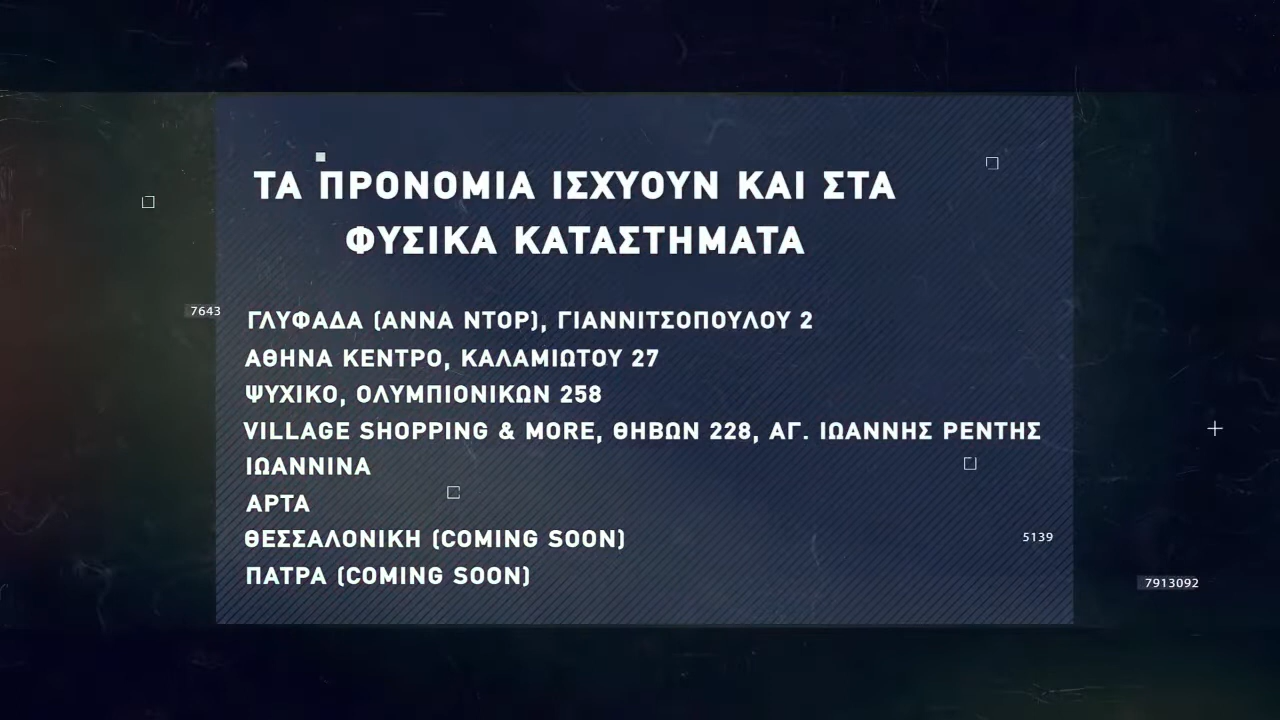 ΤΑ ΠΡΟΝΟΜΙΑ ΙΣΧΥΟΥΝ ΚΑΙ ΣΤΑ
ΦΥΣΙΚΑ ΚΑΤΑΣΤΗΜΑΤΑ
7643
ΓΛΥΦΑΔΑ (ΑΝΝΑ ΝΤΟΡ), ΓΙΑΝΝΙΤΣΟΠΟΥΛΟΥ 2
ΑΘΗΝΑ ΚΕΝΤΡΟ, ΚΑΛΑΜΙΩΤΟΥ 27
ΨΥΧΙΚΟ, ΟΛΥΜΠΙΟΝΙΚΩΝ 258
VILLAGE SHOPPING & MORE, ΘΗΒΩΝ 228, ΑΓ. ΙΩΑΝΝΗΣ ΡΕΝΤΗΣ
ΙΩΑΝΝΙΝΑ
ΑΡΤΑ
ΘΕΣΣΑΛΟΝΙΚΗ (COMING SOON)
5139
ΠΑΤΡΑ (COMING SOON)
7913092